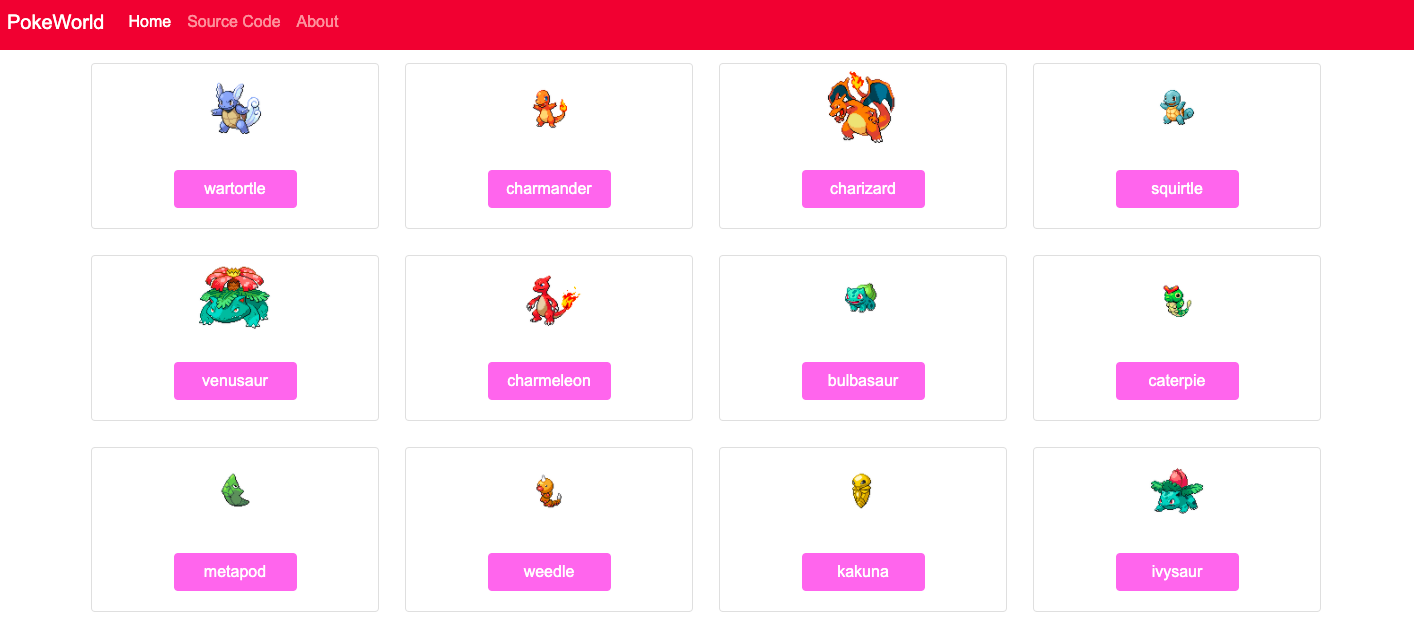 PokeWorld Home Source Code About
wartortle charmander charizard squirtle
venusaur charmeleon bulbasaur caterpie
metapod weedle kakuna ivysaur